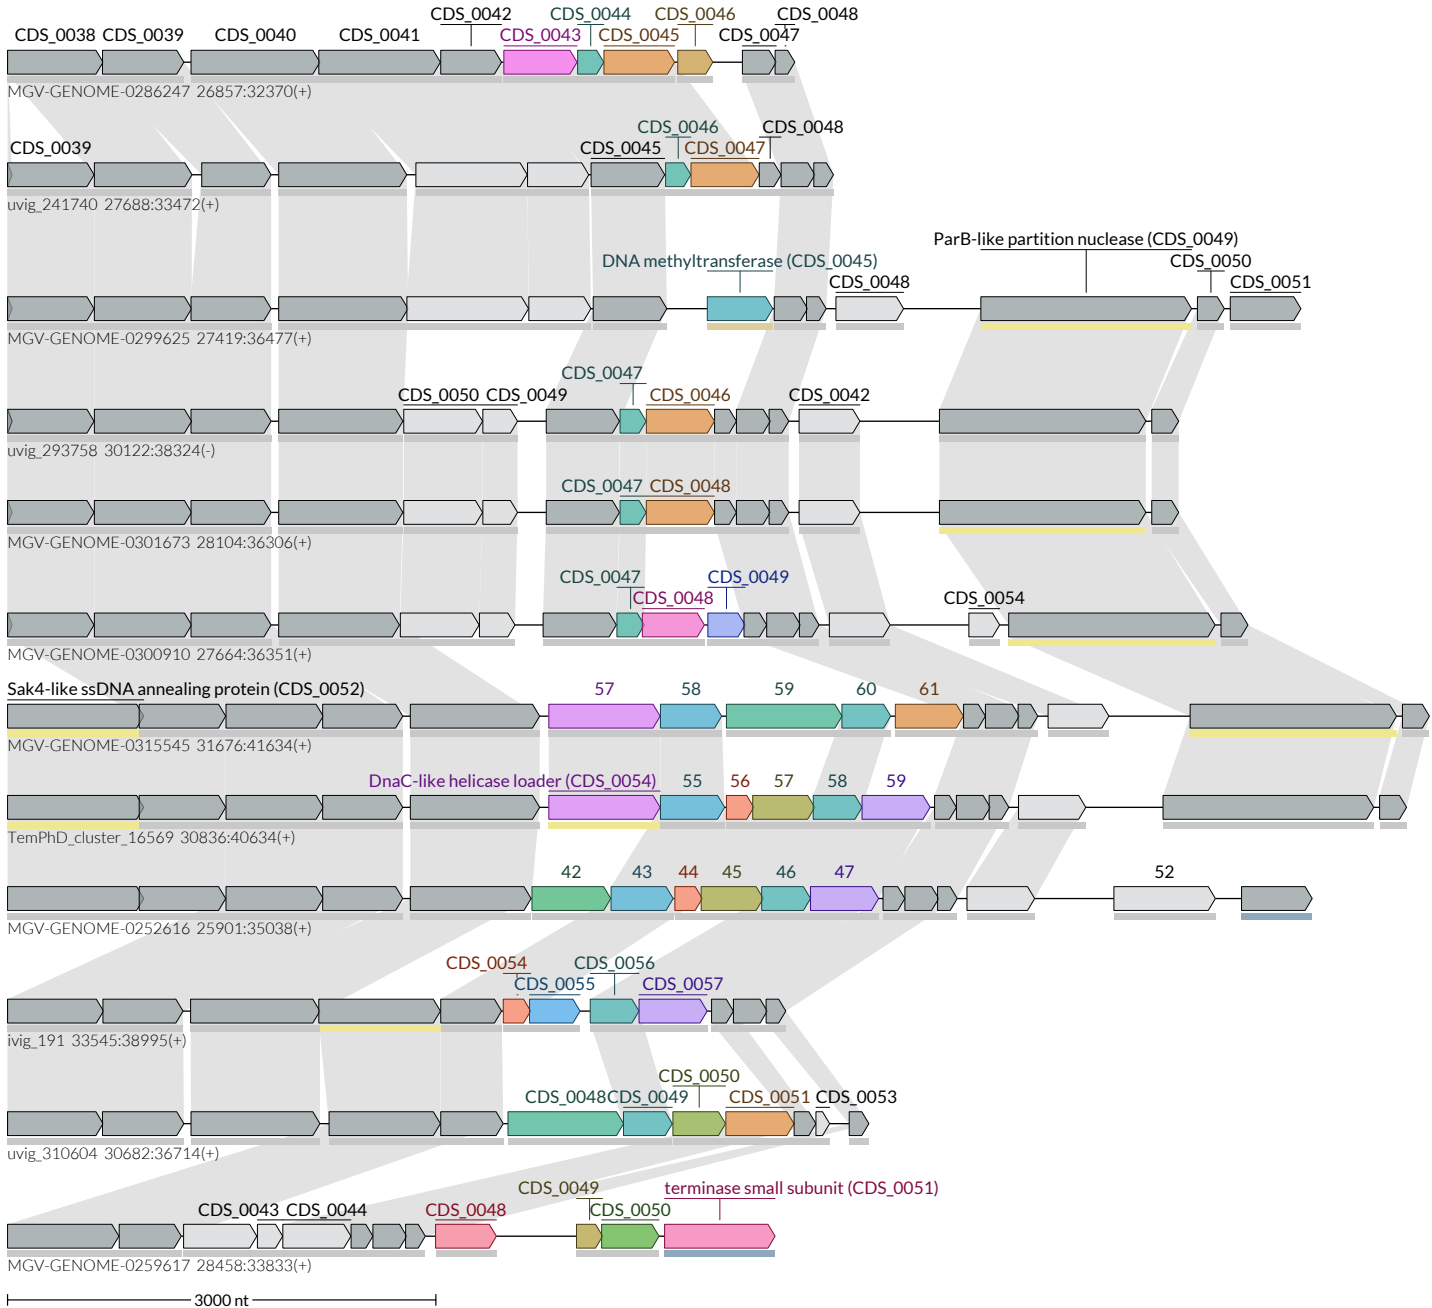 CDS_0042 CDS_0044 CDS_0046 CDS_0048
CDS_0038 CDS_0039 CDS_0040 CDS_0041 CDS_0043 CDS_0045 CDS_0047
MGV-GENOME-0286247 26857:32370(+)
CDS_0046 CDS_0048
CDS_0039 CDS_0045 CDS_0047
uvig_241740 27688:33472(+)
ParB-like partition nuclease (CDS_0049)
DNA methyltransferase (CDS_0045) CDS_0050
CDS_0048 CDS_0051
MGV-GENOME-0299625 27419:36477(+)
CDS_0047
CDS_0050 CDS_0049 CDS_0046 CDS_0042
uvig_293758 30122:38324(-)
CDS_0047 CDS_0048
MGV-GENOME-0301673 28104:36306(+)
CDS_0047 CDS_0049
CDS_0048 CDS_0054
MGV-GENOME-0300910 27664:36351(+)
Sak4-like ssDNA annealing protein (CDS_0052) 57 58 59 60 61
MGV-GENOME-0315545 31676:41634(+)
DnaC-like helicase loader (CDS_0054) 55 56 57 58 59
TemPhD_cluster_16569 30836:40634(+)
42 43 44 45 46 47 52
MGV-GENOME-0252616 25901:35038(+)
CDS_0054 CDS_0056
CDS_0055 CDS_0057
ivig_191 33545:38995(+)
CDS_0050
CDS_0048 CDS_0049 CDS_0051 CDS_0053
uvig_310604 30682:36714(+)
CDS_0049 terminase small subunit (CDS_0051)
CDS_0043 CDS_0044 CDS_0048 CDS_0050
MGV-GENOME-0259617 28458:33833(+)
3000 nt